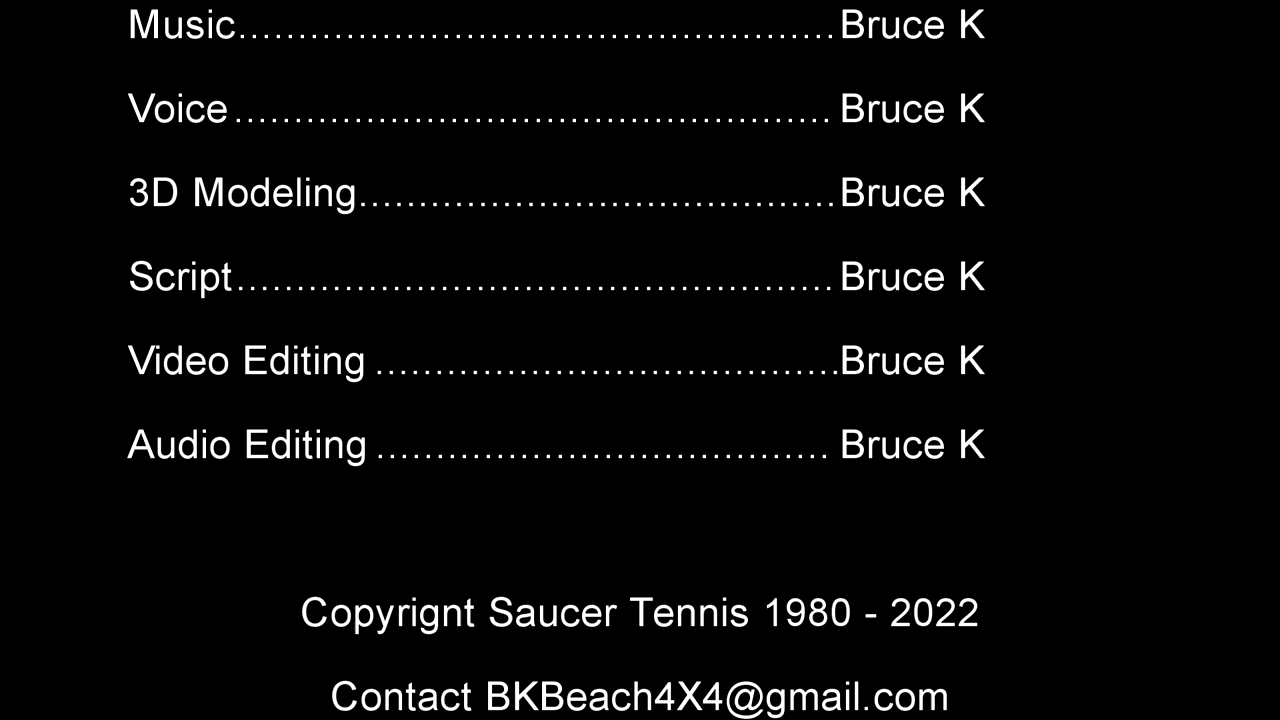 Music..................................................Bruce K
Voice.................................................. Bruce K
3D Modeling........................................Bruce K
Script..................................................Bruce K
Video Editing .......................................Bruce K
Audio Editing ...................................... Bruce K
Copyrignt Saucer Tennis 1980 - 2022
Contact BKBeach4X4@gmail.com